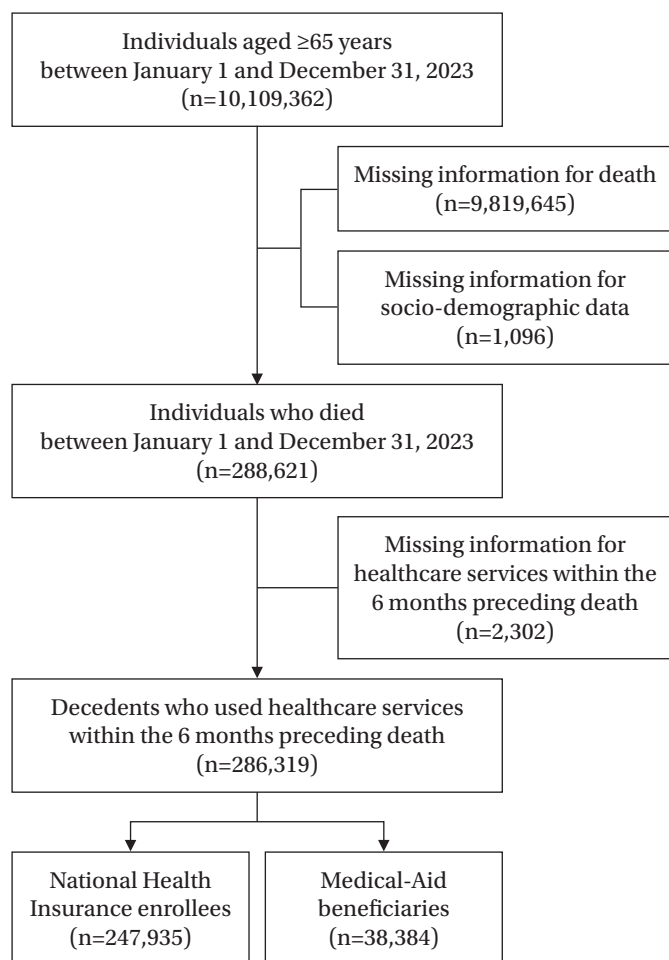 Individuals aged ≥65 years
between January 1 and December 31, 2023
(n=10,109,362)
Missing information for death
(n=9,819,645)
Missing information for
socio-demographic data
(n=1,096)
Individuals who died
between January 1 and December 31, 2023
(n=288,621)
Missing information for
healthcare services within the
6 months preceding death
(n=2,302)
Decedents who used healthcare services
within the 6 months preceding death
(n=286,319)
National Health
Insurance enrollees
(n=247,935)
Medical-Aid
beneficiaries
(n=38,384)